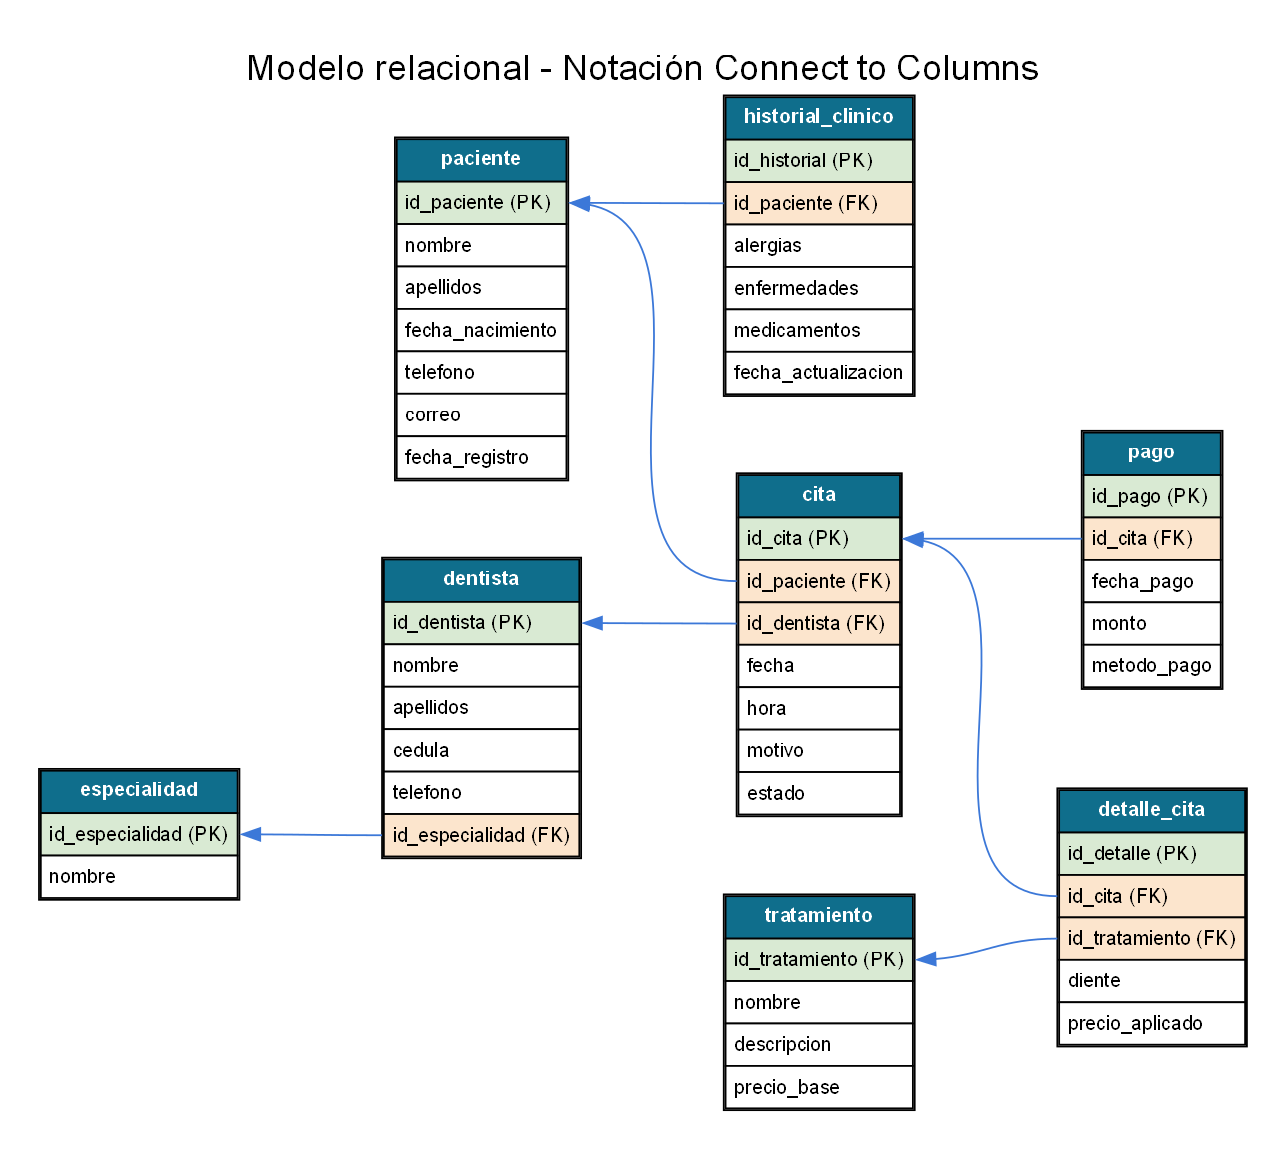 Modelo relacional - Notación Connect to Columns
historial_clinico
id_historial (PK)
id_paciente (FK)
alergias
enfermedades
medicamentos
fecha_actualizacion
paciente
id_paciente (PK)
nombre
apellidos
fecha_nacimiento
telefono
correo
fecha_registro
pago
id_pago (PK)
id_cita (FK)
fecha_pago
monto
metodo_pago
cita
id_cita (PK)
id_paciente (FK)
id_dentista (FK)
fecha
hora
motivo
estado
dentista
id_dentista (PK)
nombre
apellidos
cedula
telefono
id_especialidad (FK)
especialidad
id_especialidad (PK)
nombre
detalle_cita
id_detalle (PK)
id_cita (FK)
id_tratamiento (FK)
diente
precio_aplicado
tratamiento
id_tratamiento (PK)
nombre
descripcion
precio_base